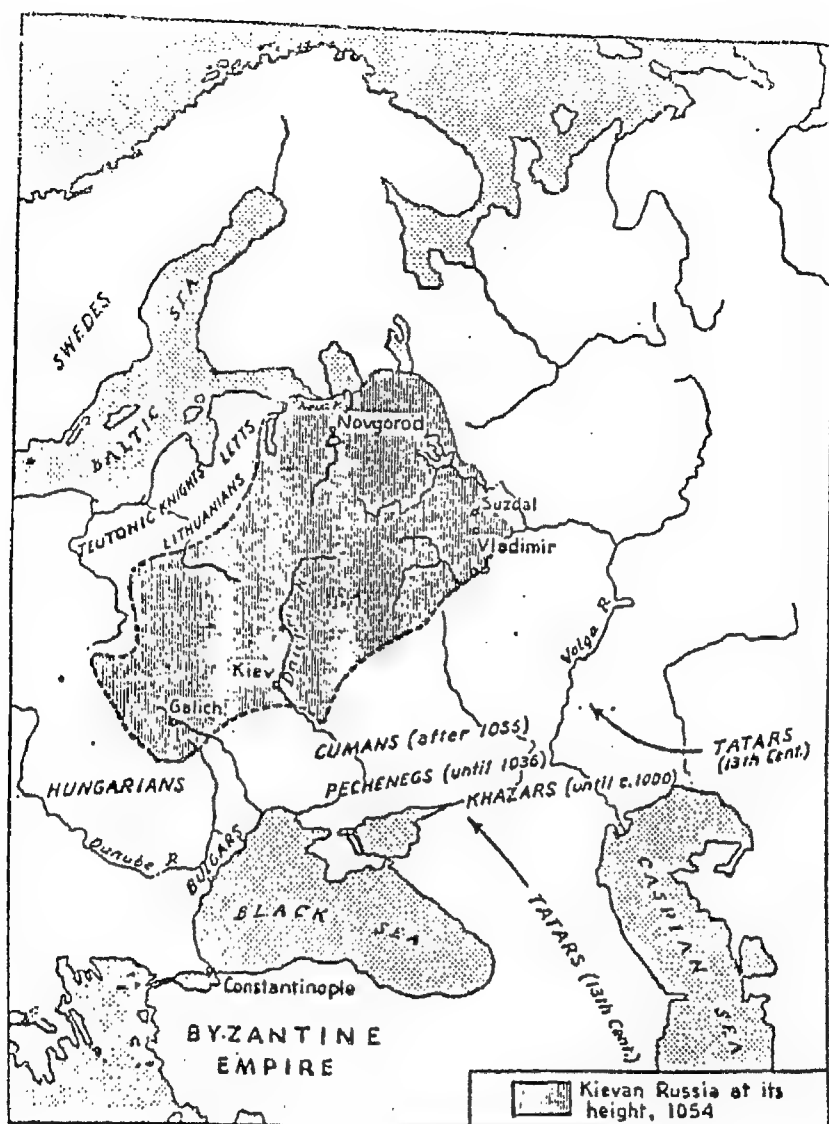 SWEDES
BALTIC SEA
Novgorod
LETTS
TEUTONIC KNIGHTS
LITHUANIANS
Suzdal
Vladimir
Volga R.
Kiev
Galich
CUMANS (after 1055)
TATARS
(13th Cent.)
PECHENEGS (until 1036)
HUNGARIANS
KHAZARS (until c.1000)
Danube R
BULGARS
BLACK SEA
CASPIAN SEA
TATARS (13th Cent.)
Constantinople
BYZANTINE
EMPIRE
Kievan Russia at its
height, 1054